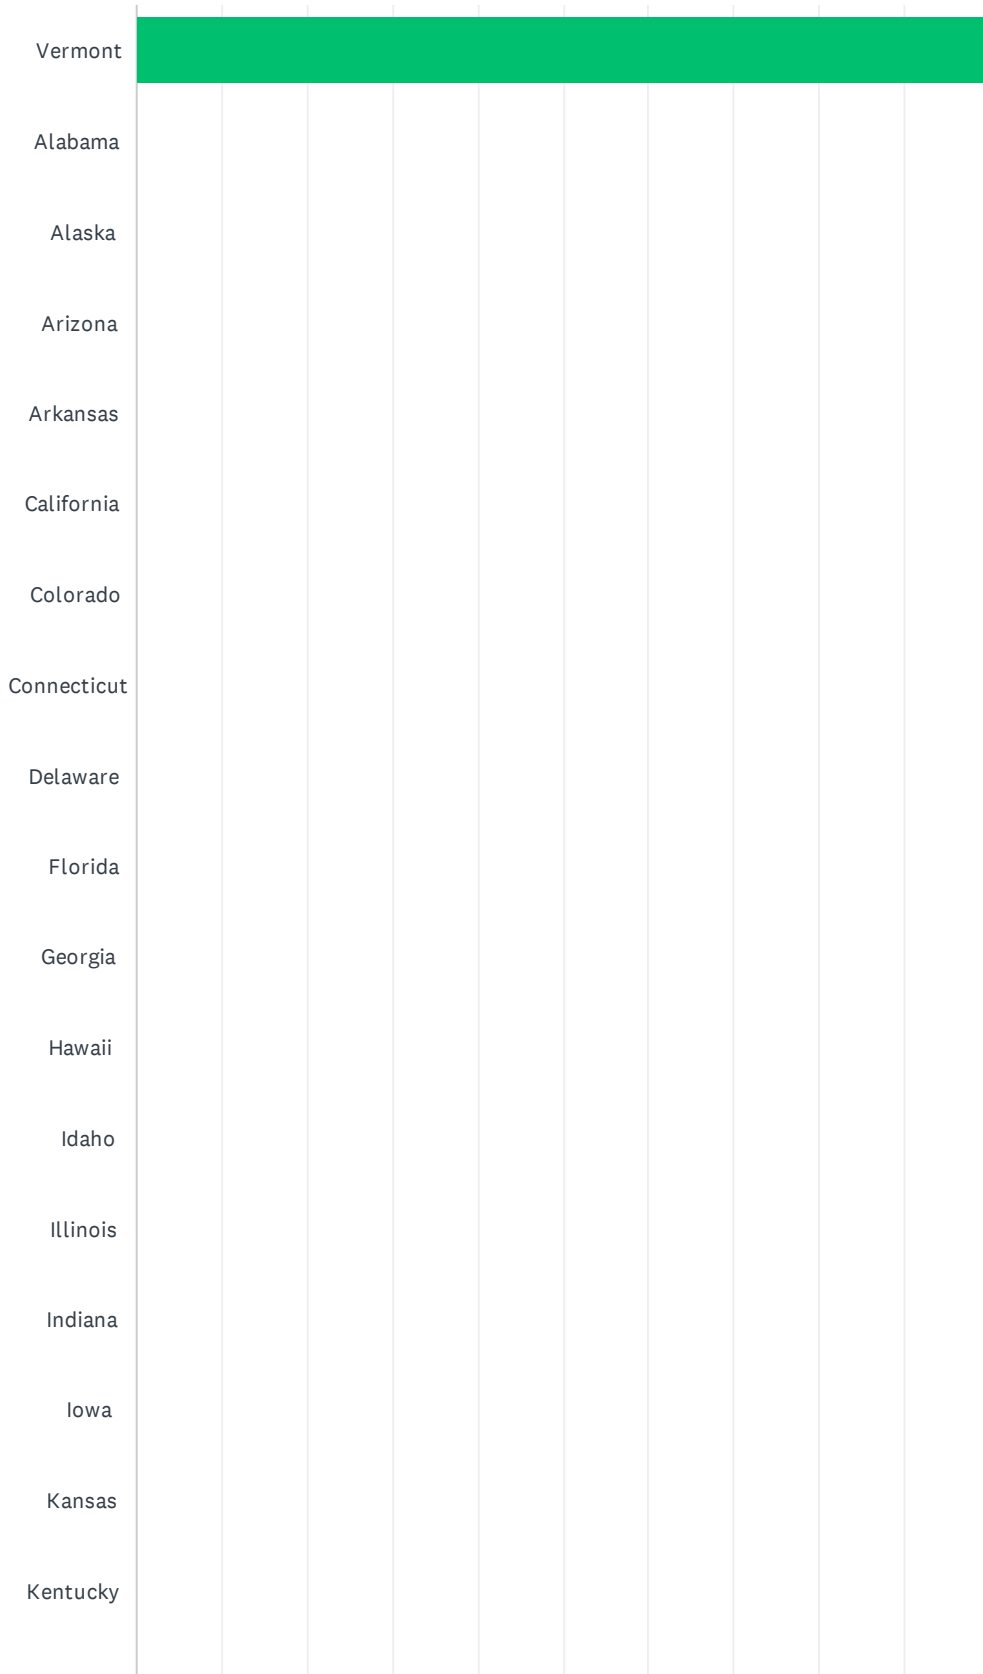 Vermont
Alabama
Alaska
Arizona
Arkansas
California
Colorado
Connecticut
Delaware
Florida
Georgia
Hawaii
Idaho
Illinois
Indiana
Iowa
Kansas
Kentucky